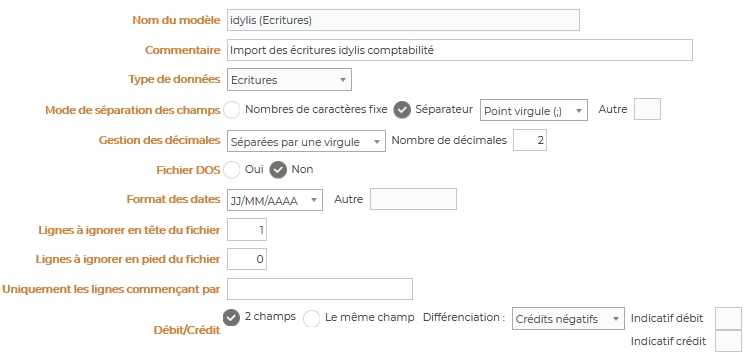 Nom du modèle idylis (Ecritures)
Commentaire Import des écritures idylis comptabilité
Type de données Ecritures
Mode de séparation des champs Nombres de caractères fixe Séparateur Point virgule (;) Autre
Gestion des décimales Séparées par une virgule Nombre de décimales 2
Fichier DOS Oui Non
Format des dates JJ/MM/AAAA Autre
Lignes à ignorer en tête du fichier 1
Lignes à ignorer en pied du fichier 0
Uniquement les lignes commençant par
Débit/Crédit 2 champs Le même champ Différenciation : Crédits négatifs Indicatif débit
Indicatif crédit